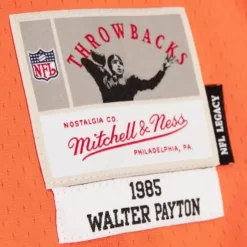 THROWBACKS
NFL
NOSTALGIA CO.
Mitchell & Ness
PHILADELPHIA, PA.
NFL LEGACY
1985
WALTER PAYTON